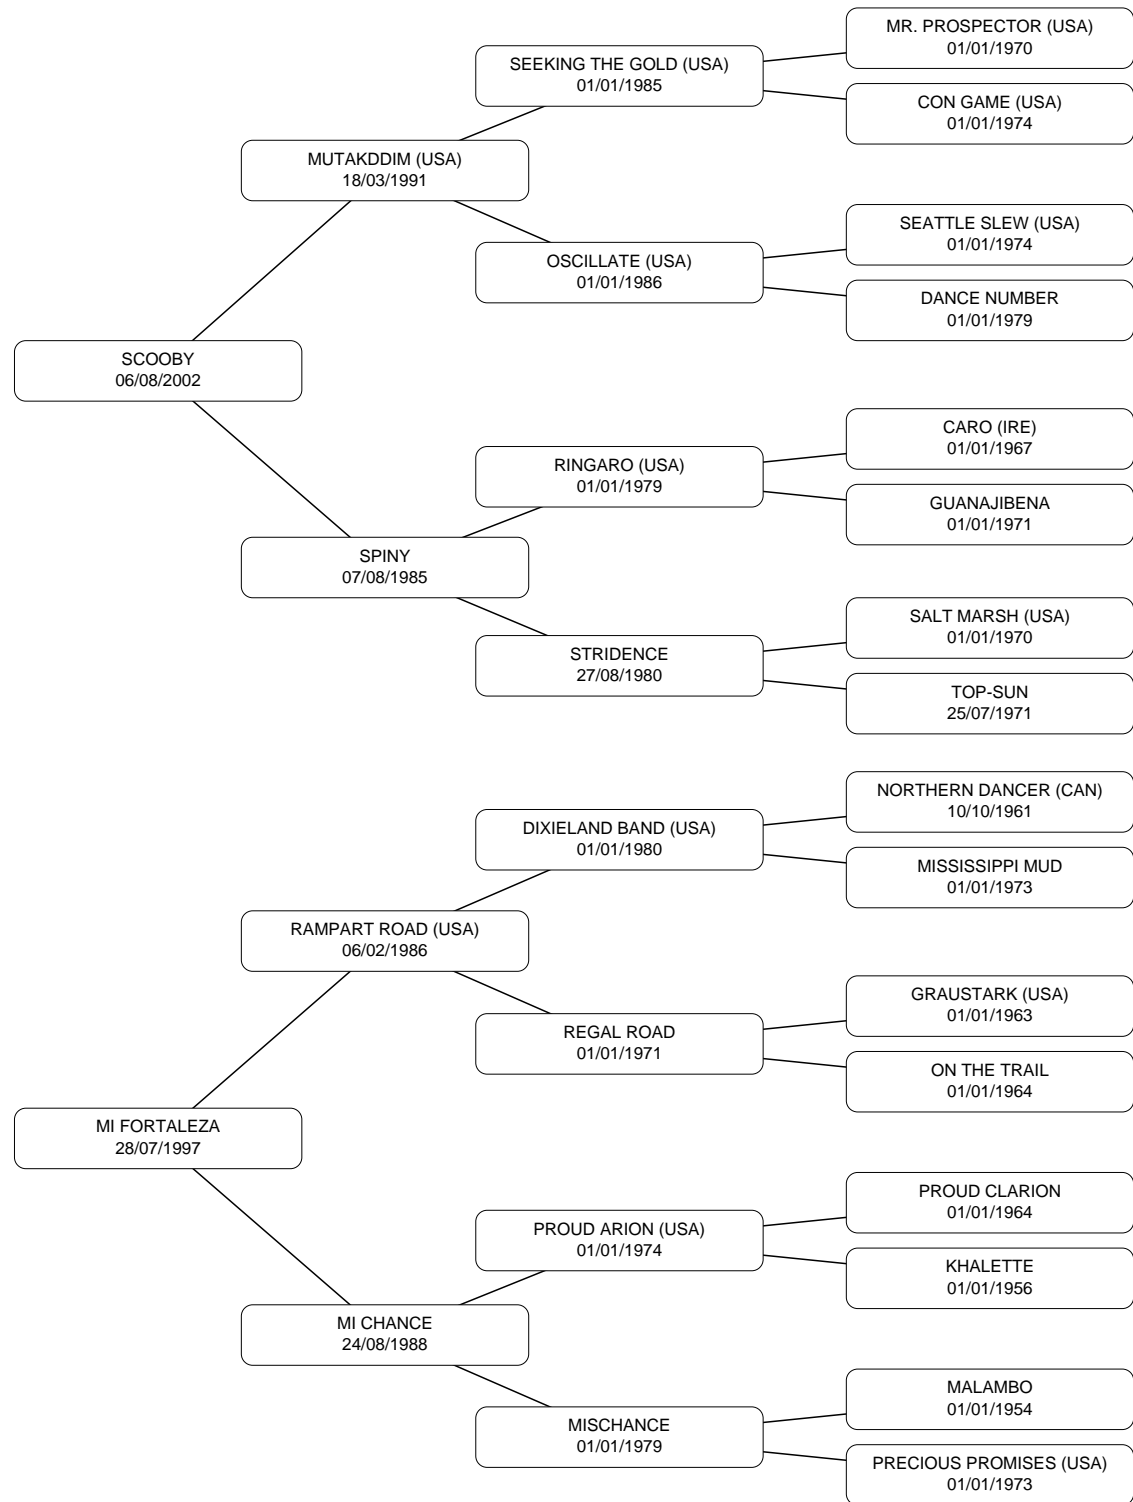 MR. PROSPECTOR (USA)
01/01/1970
SEEKING THE GOLD (USA)
01/01/1985
CON GAME (USA)
01/01/1974
MUTAKDDIM (USA)
18/03/1991
SEATTLE SLEW (USA)
01/01/1974
OSCILLATE (USA)
01/01/1986
DANCE NUMBER
01/01/1979
SCOOBY
06/08/2002
CARO (IRE)
01/01/1967
RINGARO (USA)
01/01/1979
GUANAJIBENA
01/01/1971
SPINY
07/08/1985
SALT MARSH (USA)
01/01/1970
STRIDENCE
27/08/1980
TOP-SUN
25/07/1971
NORTHERN DANCER (CAN)
10/10/1961
DIXIELAND BAND (USA)
01/01/1980
MISSISSIPPI MUD
01/01/1973
RAMPART ROAD (USA)
06/02/1986
GRAUSTARK (USA)
01/01/1963
REGAL ROAD
01/01/1971
ON THE TRAIL
01/01/1964
MI FORTALEZA
28/07/1997
PROUD CLARION
01/01/1964
PROUD ARION (USA)
01/01/1974
KHALETTE
01/01/1956
MI CHANCE
24/08/1988
MALAMBO
01/01/1954
MISCHANCE
01/01/1979
PRECIOUS PROMISES (USA)
01/01/1973